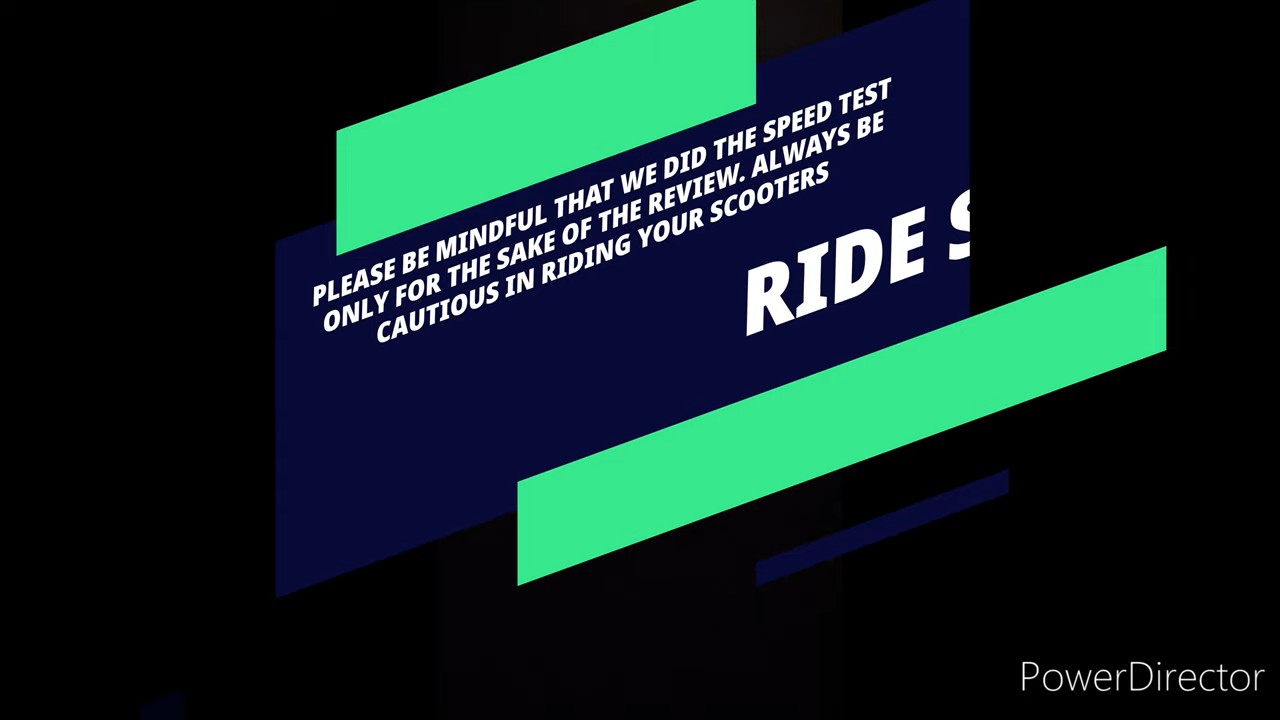 PLEASE BE MINDFUL THAT WE DID THE SPEED TEST
ONLY FOR THE SAKE OF THE REVIEW. ALWAYS BE
CAUTIOUS IN RIDING YOUR SCOOTERS
RIDE
PowerDirector